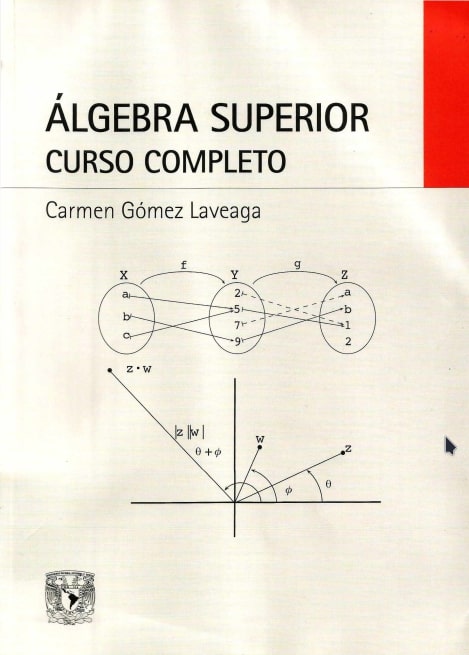 ÁLGEBRA SUPERIOR
CURSO COMPLETO
Carmen Gómez Laveaga
f g
X Y Z
a 2 a
b 5 b
c 7 1
9 2
z · w
|z||w|
θ + ϕ
w
z
ϕ
θ